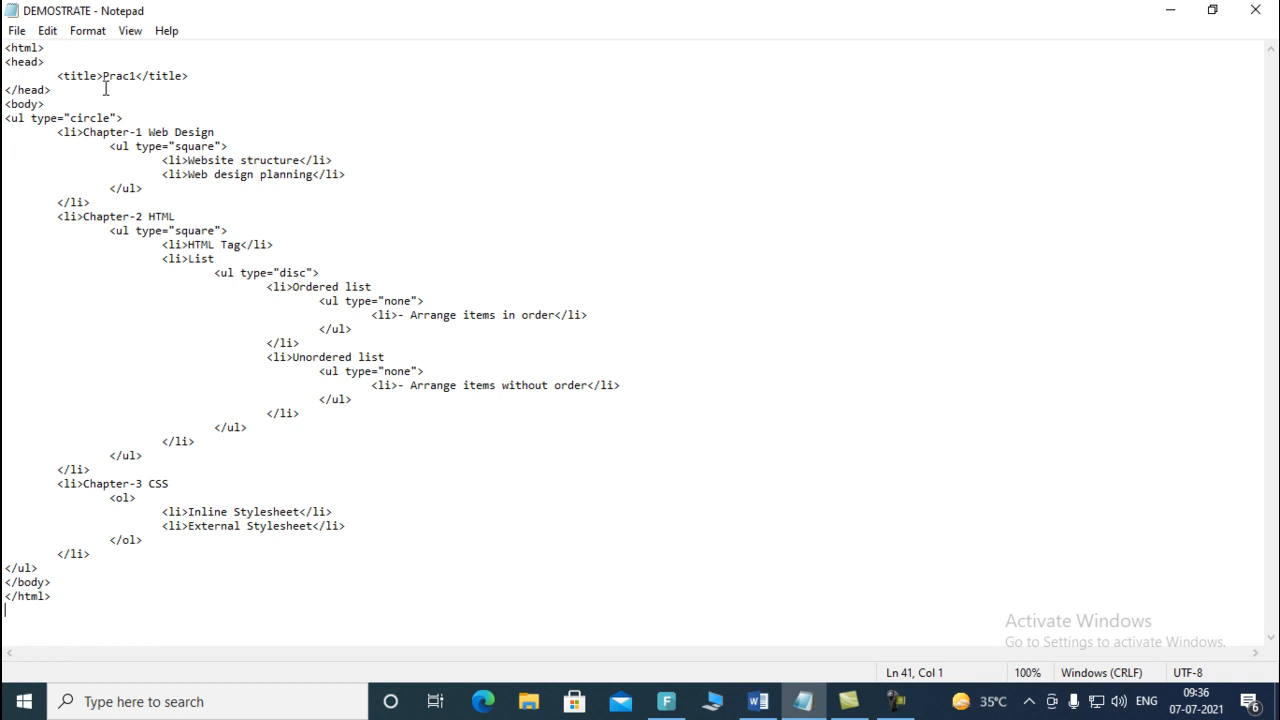 DEMOSTRATE - Notepad
File Edit Format View Help
<html>
<head>
<title>Prac1</title>
</head>
<body>
<ul type="circle">
<li>Chapter-1 Web Design
<ul type="square">
<li>Website structure</li>
<li>Web design planning</li>
</ul>
</li>
<li>Chapter-2 HTML
<ul type="square">
<li>HTML Tag</li>
<li>List
<ul type="disc">
<li>Ordered list
<ul type="none">
<li>- Arrange items in order</li>
</ul>
</li>
<li>Unordered list
<ul type="none">
<li>- Arrange items without order</li>
</ul>
</li>
</ul>
</li>
</ul>
</li>
<li>Chapter-3 CSS
<ol>
<li>Inline Stylesheet</li>
<li>External Stylesheet</li>
</ol>
</li>
</ul>
</body>
</html>
Activate Windows
Go to Settings to activate Windows.
Ln 41, Col 1 100% Windows (CRLF) UTF-8
Type here to search F W 35°C ENG 09:36
07-07-2021 6